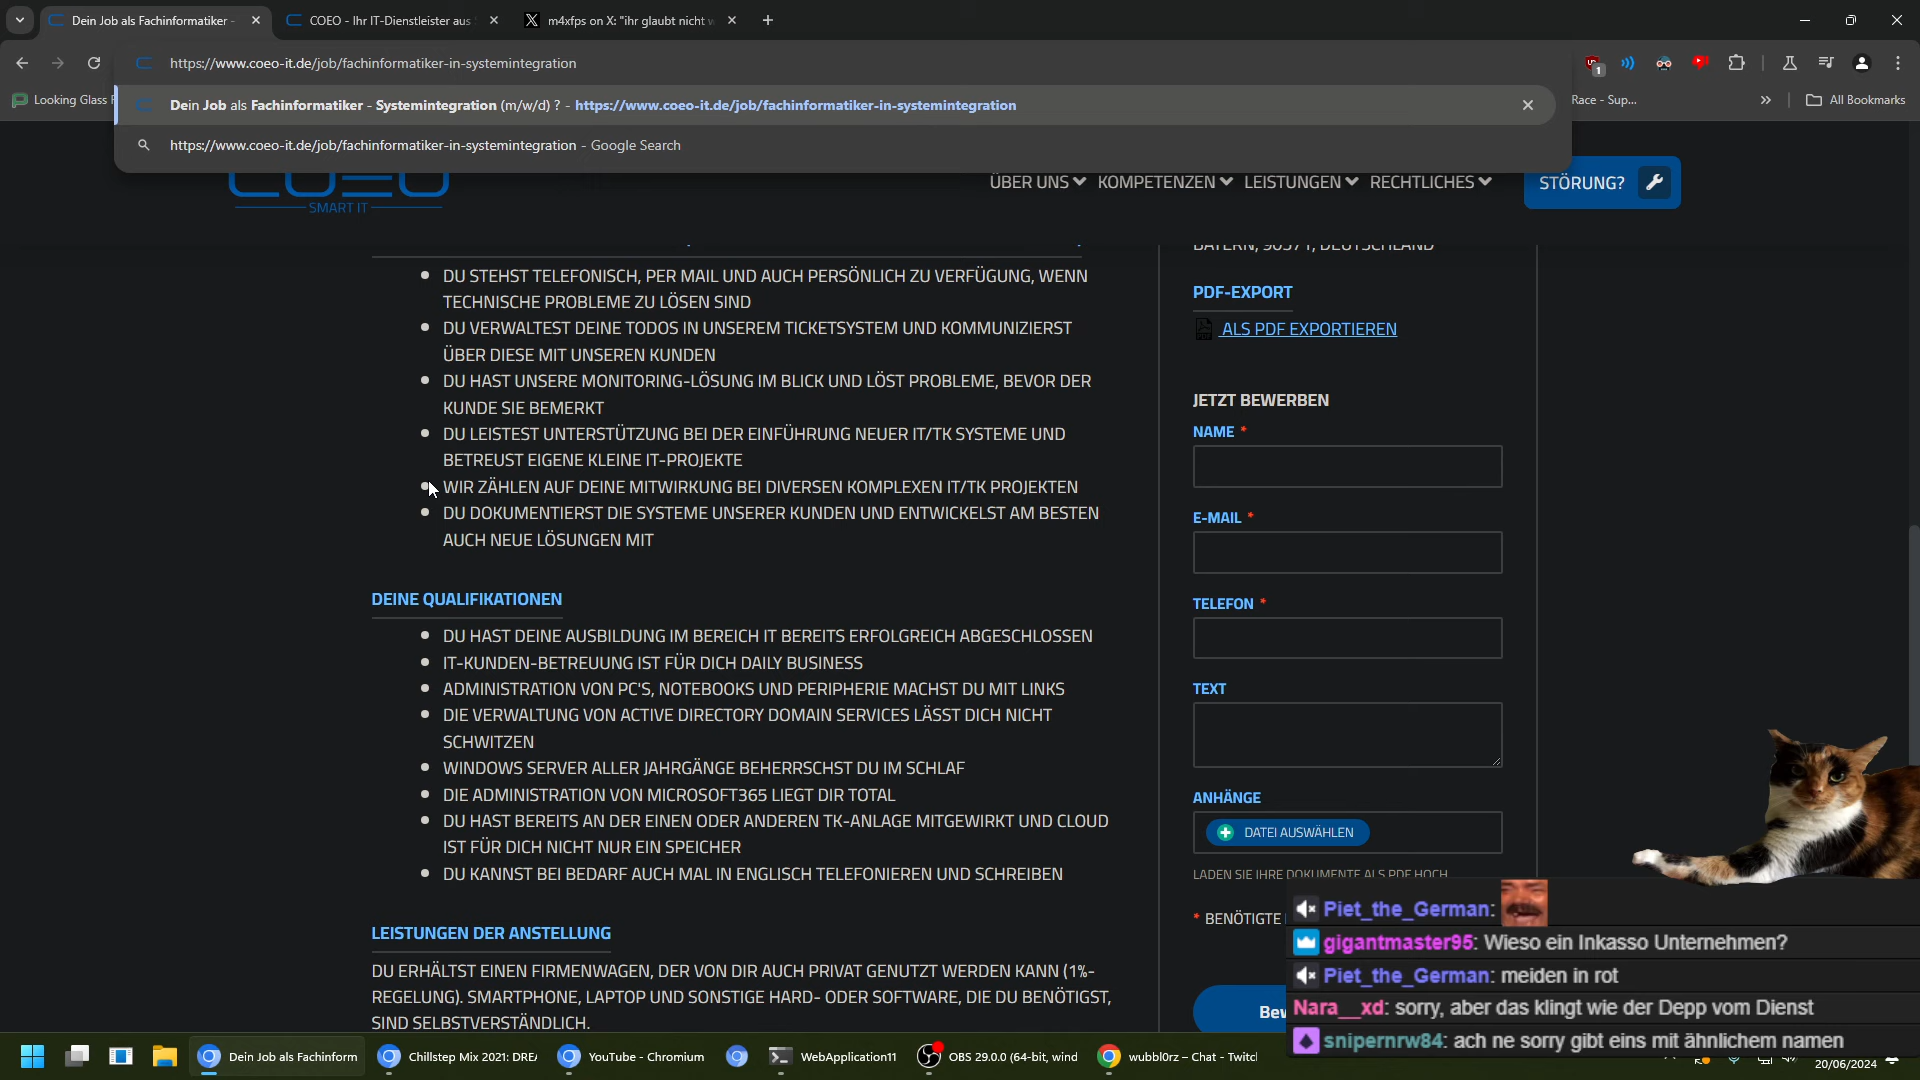 Dein Job als Fachinformatiker -
COEO - Ihr IT-Dienstleister aus
m4xfps on X: "ihr glaubt nicht w
https://www.coeo-it.de/job/fachinformatiker-in-systemintegration
Looking Glass
Dein Job als Fachinformatiker - Systemintegration (m/w/d) ? - https://www.coeo-it.de/job/fachinformatiker-in-systemintegration
Race - Sup...
All Bookmarks
https://www.coeo-it.de/job/fachinformatiker-in-systemintegration - Google Search
COEO
SMART IT
ÜBER UNS
KOMPETENZEN
LEISTUNGEN
RECHTLICHES
STÖRUNG?
DU STEHST TELEFONISCH, PER MAIL UND AUCH PERSÖNLICH ZU VERFÜGUNG, WENN
TECHNISCHE PROBLEME ZU LÖSEN SIND
DU VERWALTEST DEINE TODOS IN UNSEREM TICKETSYSTEM UND KOMMUNIZIERST
ÜBER DIESE MIT UNSEREN KUNDEN
DU HAST UNSERE MONITORING-LÖSUNG IM BLICK UND LÖST PROBLEME, BEVOR DER
KUNDE SIE BEMERKT
DU LEISTEST UNTERSTÜTZUNG BEI DER EINFÜHRUNG NEUER IT/TK SYSTEME UND
BETREUST EIGENE KLEINE IT-PROJEKTE
WIR ZÄHLEN AUF DEINE MITWIRKUNG BEI DIVERSEN KOMPLEXEN IT/TK PROJEKTEN
DU DOKUMENTIERST DIE SYSTEME UNSERER KUNDEN UND ENTWICKELST AM BESTEN
AUCH NEUE LÖSUNGEN MIT
DEINE QUALIFIKATIONEN
DU HAST DEINE AUSBILDUNG IM BEREICH IT BEREITS ERFOLGREICH ABGESCHLOSSEN
IT-KUNDEN-BETREUUNG IST FÜR DICH DAILY BUSINESS
ADMINISTRATION VON PC'S, NOTEBOOKS UND PERIPHERIE MACHST DU MIT LINKS
DIE VERWALTUNG VON ACTIVE DIRECTORY DOMAIN SERVICES LÄSST DICH NICHT
SCHWITZEN
WINDOWS SERVER ALLER JAHRGÄNGE BEHERRSCHST DU IM SCHLAF
DIE ADMINISTRATION VON MICROSOFT365 LIEGT DIR TOTAL
DU HAST BEREITS AN DER EINEN ODER ANDEREN TK-ANLAGE MITGEWIRKT UND CLOUD
IST FÜR DICH NICHT NUR EIN SPEICHER
DU KANNST BEI BEDARF AUCH MAL IN ENGLISCH TELEFONIEREN UND SCHREIBEN
LEISTUNGEN DER ANSTELLUNG
DU ERHÄLTST EINEN FIRMENWAGEN, DER VON DIR AUCH PRIVAT GENUTZT WERDEN KANN (1%-
REGELUNG). SMARTPHONE, LAPTOP UND SONSTIGE HARD- ODER SOFTWARE, DIE DU BENÖTIGST,
SIND SELBSTVERSTÄNDLICH.
BAYERN, 90571, DEUTSCHLAND
PDF-EXPORT
ALS PDF EXPORTIEREN
JETZT BEWERBEN
NAME *
E-MAIL *
TELEFON *
TEXT
ANHÄNGE
DATEI AUSWÄHLEN
LADEN SIE IHRE DOKUMENTE ALS PDF HOCH
* BENÖTIGTE
Bew
Piet_the_German:
gigantmaster95: Wieso ein Inkasso Unternehmen?
Piet_the_German: meiden in rot
Nara__xd: sorry, aber das klingt wie der Depp vom Dienst
snipernrw84: ach ne sorry gibt eins mit ähnlichem namen
Dein Job als Fachinform
Chillstep Mix 2021: DREA
YouTube - Chromium
WebApplication11
OBS 29.0.0 (64-bit, wind
wubbl0rz – Chat - Twitcl
20/06/2024